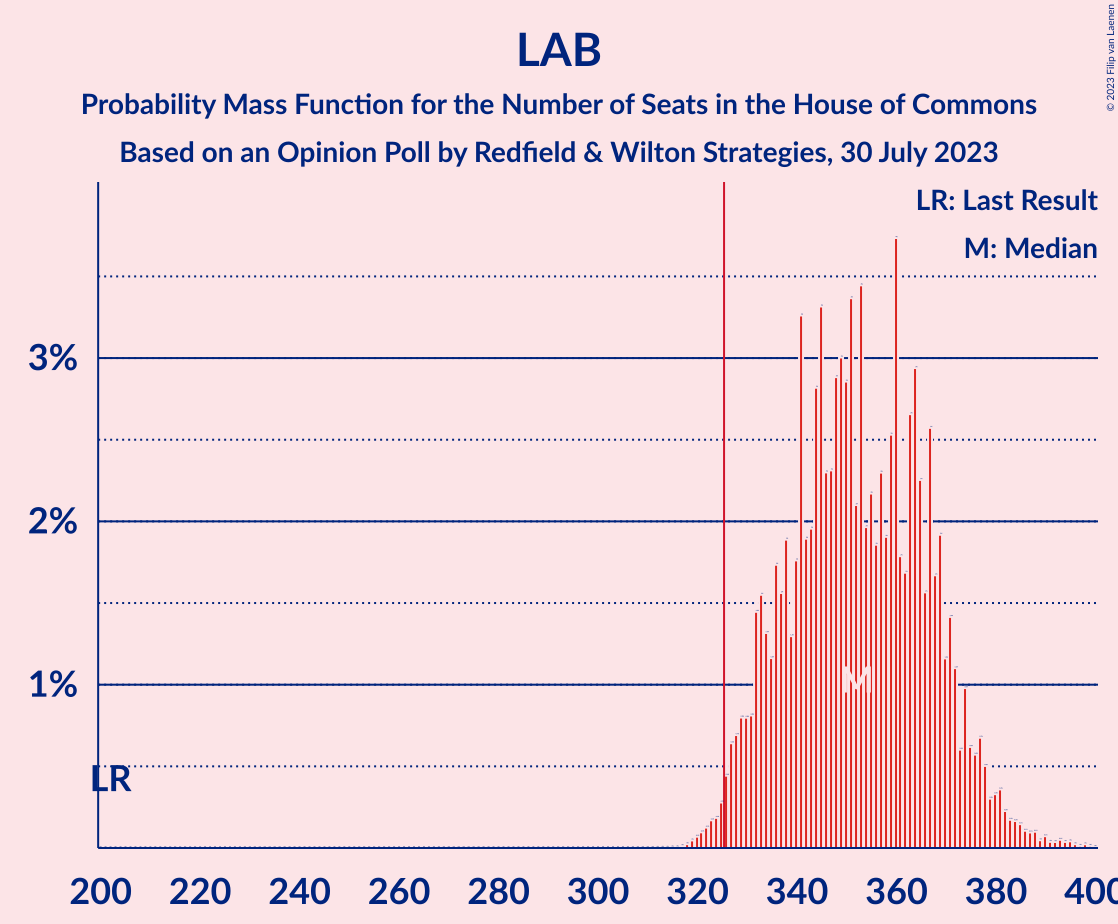 LAB
Probability Mass Function for the Number of Seats in the House of Commons
Based on an Opinion Poll by Redfield & Wilton Strategies, 30 July 2023
© 2023 Filip van Laenen
LR: Last Result
M: Median
3%
2%
1%
M
LR
200 220 240 260 280 300 320 340 360 380 400